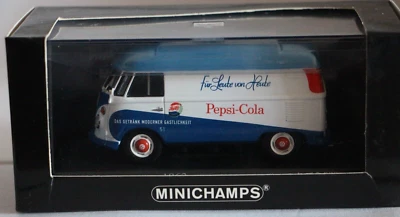 für Leute von Heute
Pepsi-Cola
DAS GETRÄNK MODERNER GASTLICHKEIT
MINICHAMPS®